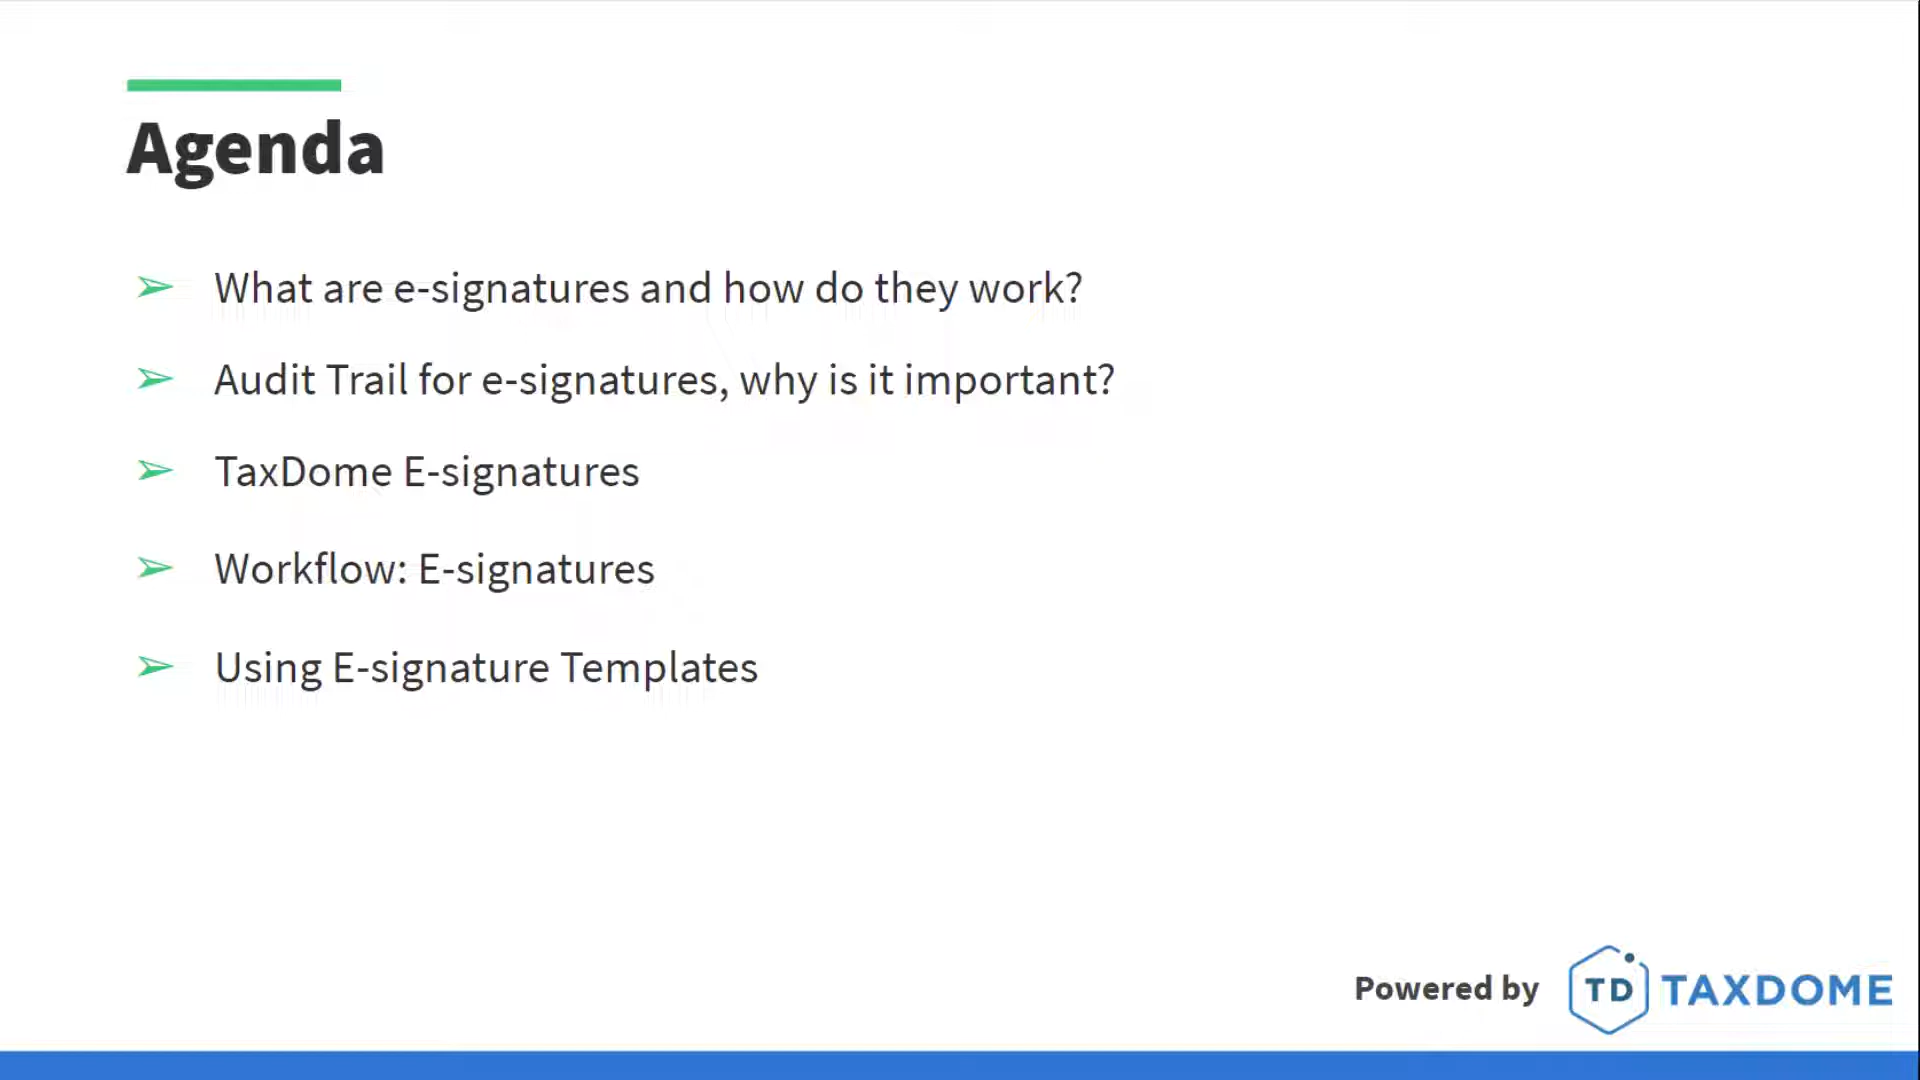 Agenda
➢ What are e-signatures and how do they work?
➢ Audit Trail for e-signatures, why is it important?
➢ TaxDome E-signatures
➢ Workflow: E-signatures
➢ Using E-signature Templates
Powered by TD TAXDOME